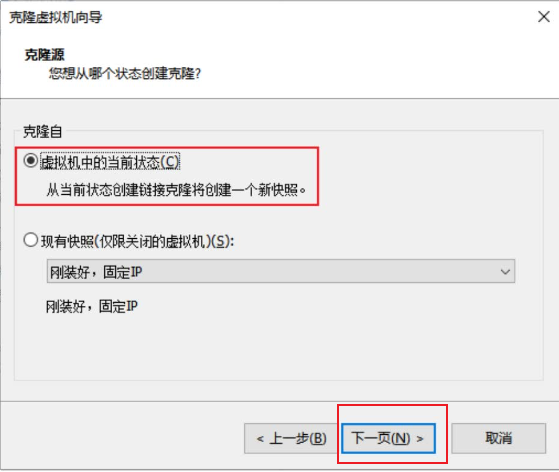 克隆虚拟机向导
克隆源
您想从哪个状态创建克隆?
克隆自
虚拟机中的当前状态(C)
从当前状态创建链接克隆将创建一个新快照。
现有快照(仅限关闭的虚拟机)(S):
刚装好，固定IP
刚装好，固定IP
< 上一步(B) 下一页(N) > 取消